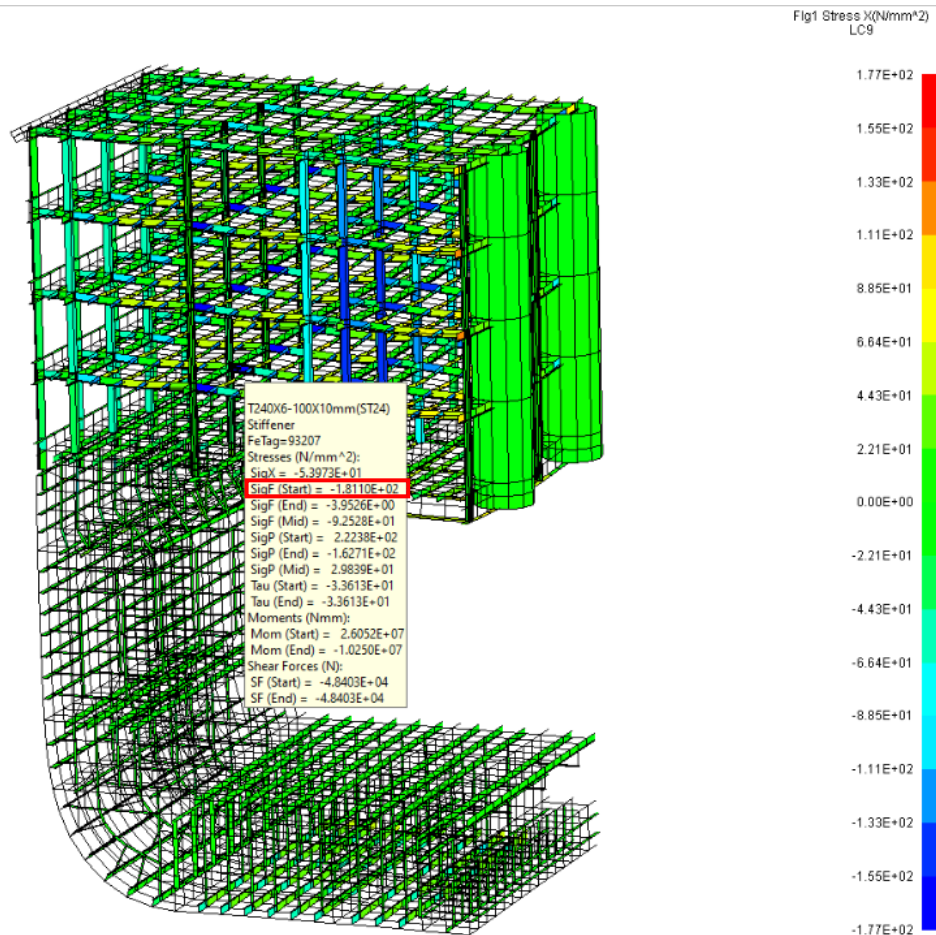 Flg1 Stress X(N/mm^2)
LC9
1.77E+02
1.55E+02
1.33E+02
1.11E+02
8.85E+01
6.64E+01
4.43E+01
2.21E+01
0.00E+00
-2.21E+01
-4.43E+01
-6.64E+01
-8.85E+01
-1.11E+02
-1.33E+02
-1.55E+02
-1.77E+02
T240X6-100X10mm(ST24)
Stiffener
FeTag=93207
Stresses (N/mm^2):
SigX = -5.3973E+01
SigF (Start) = -1.8110E+02
SigF (End) = -3.9526E+00
SigF (Mid) = -9.2528E+01
SigP (Start) = 2.2238E+02
SigP (End) = -1.6271E+02
SigP (Mid) = 2.9839E+01
Tau (Start) = -3.3613E+01
Tau (End) = -3.3613E+01
Moments (Nmm):
Mom (Start) = 2.6052E+07
Mom (End) = -1.0250E+07
Shear Forces (N):
SF (Start) = -4.8403E+04
SF (End) = -4.8403E+04